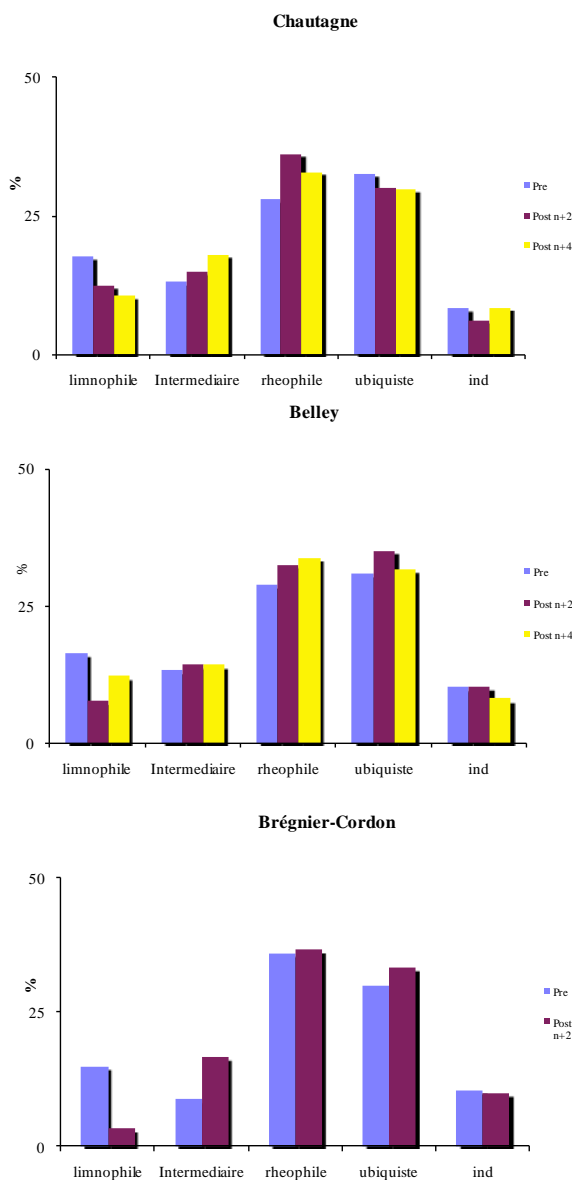 Chautagne
50
25
0
%
limnophile Intermediaire rheophile ubiquiste ind
Pre
Post n+2
Post n+4
Belley
50
25
0
%
limnophile Intermediaire rheophile ubiquiste ind
Pre
Post n+2
Post n+4
Brégnier-Cordon
50
25
0
%
limnophile Intermediaire rheophile ubiquiste ind
Pre
Post
n+2